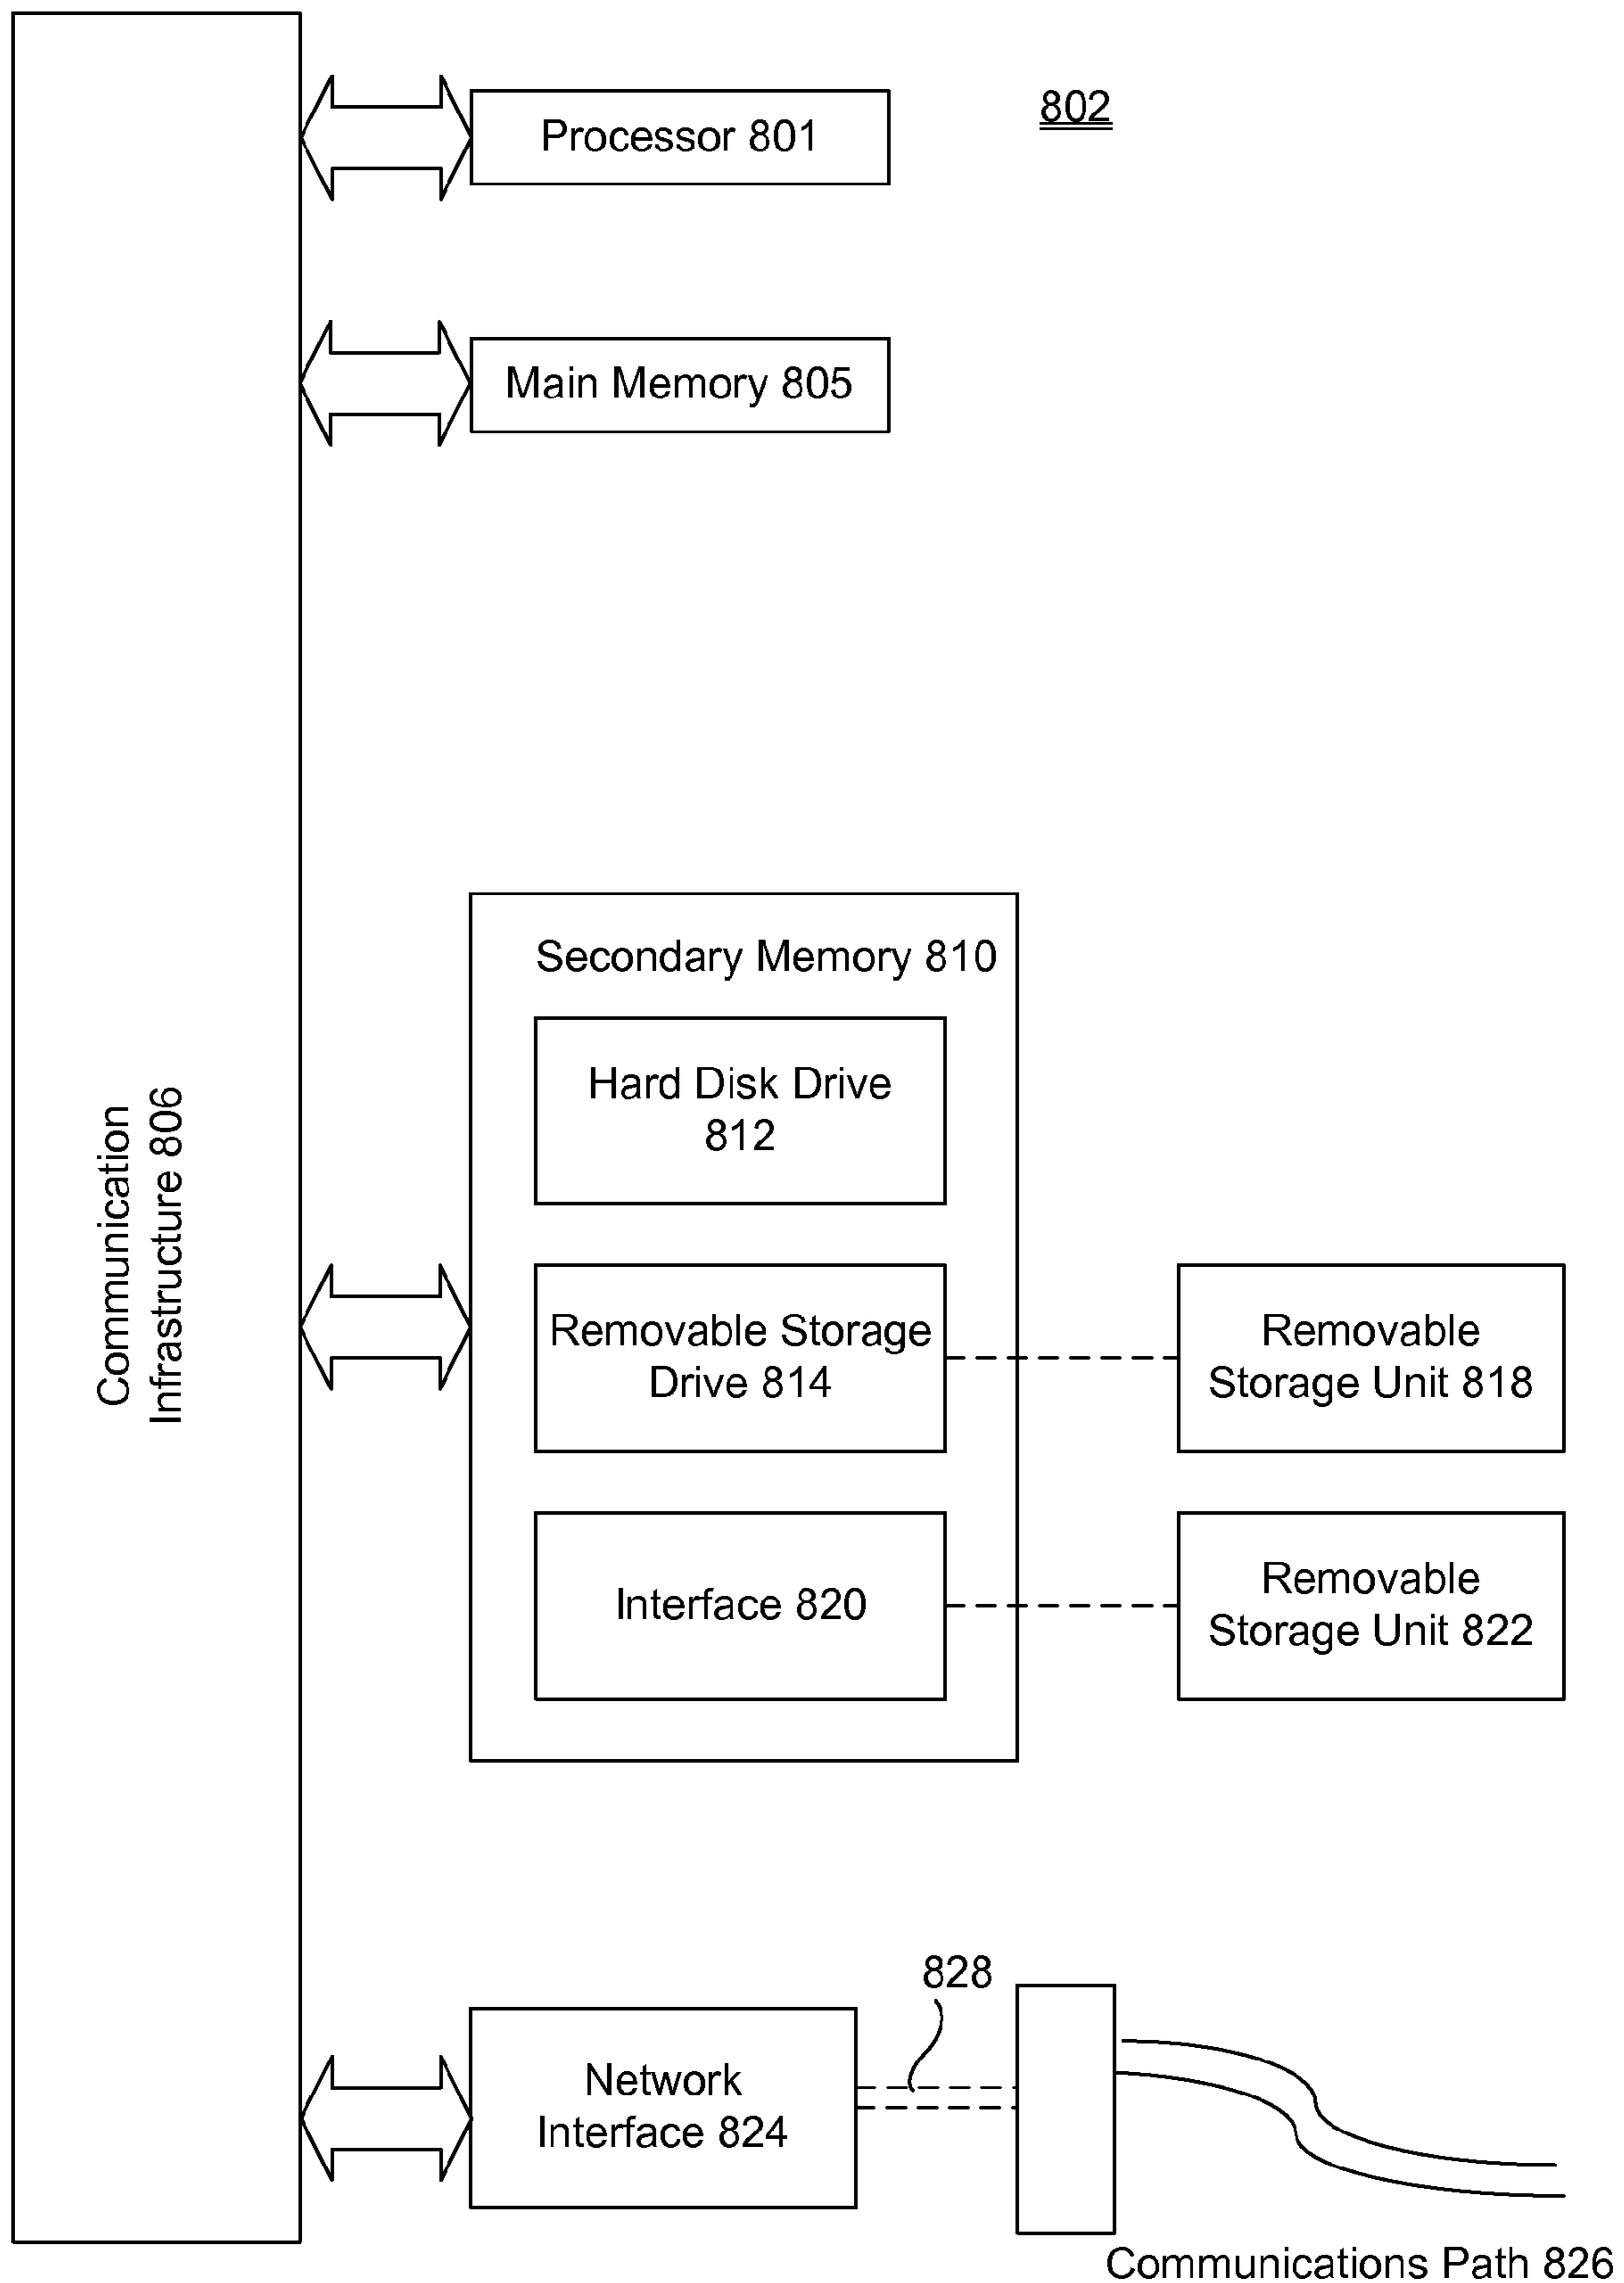 802
Processor 801
Main Memory 805
Communication
Infrastructure 806
Secondary Memory 810
Hard Disk Drive
812
Removable Storage
Drive 814
Removable
Storage Unit 818
Interface 820
Removable
Storage Unit 822
828
Network
Interface 824
Communications Path 826